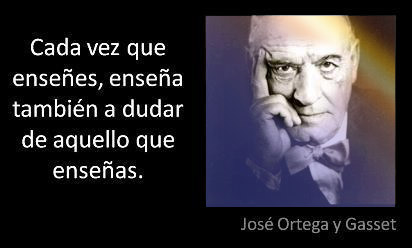 Cada vez que
enseñes, enseña
también a dudar
de aquello que
enseñas.
José Ortega y Gasset